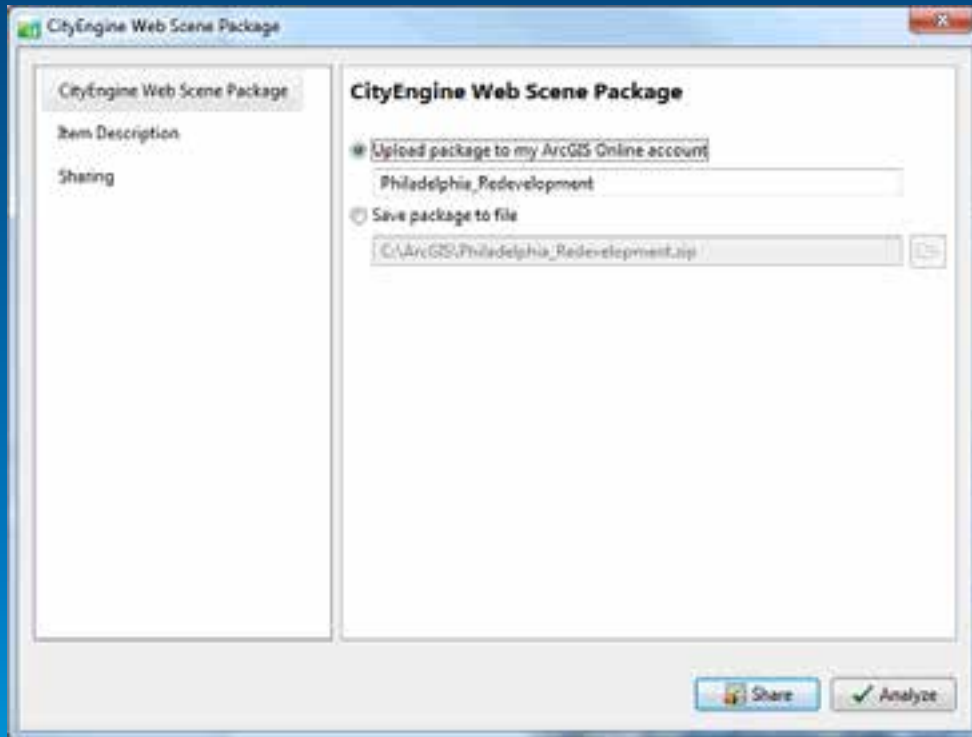 CityEngine Web Scene Package
CityEngine Web Scene Package
Item Description
Sharing
CityEngine Web Scene Package
Upload package to my ArcGIS Online account
Philadelphia_Redevelopment
Save package to file
C:\ArcGIS\Philadelphia_Redevelopment.zip
Share
Analyze